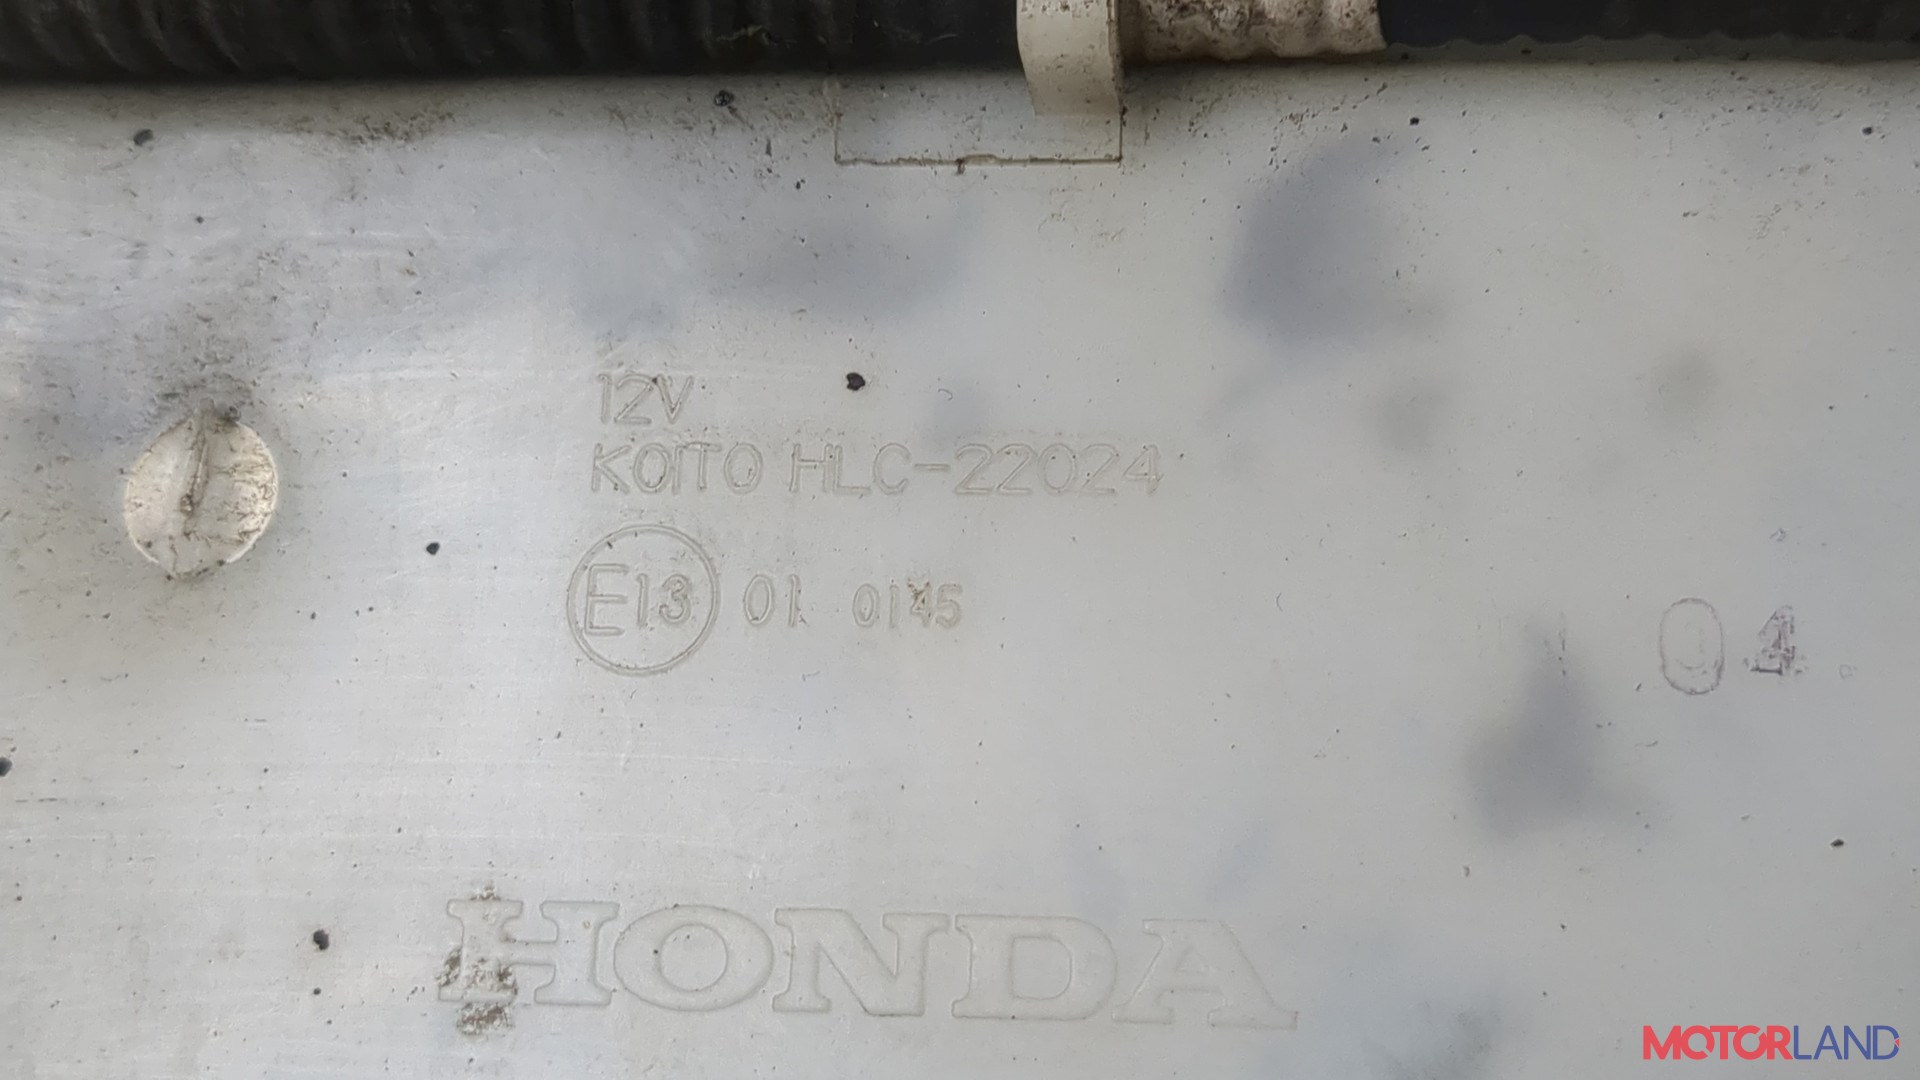 12V
KOITO HLC-22024
E13 01 0145
04
HONDA
MOTORLAND